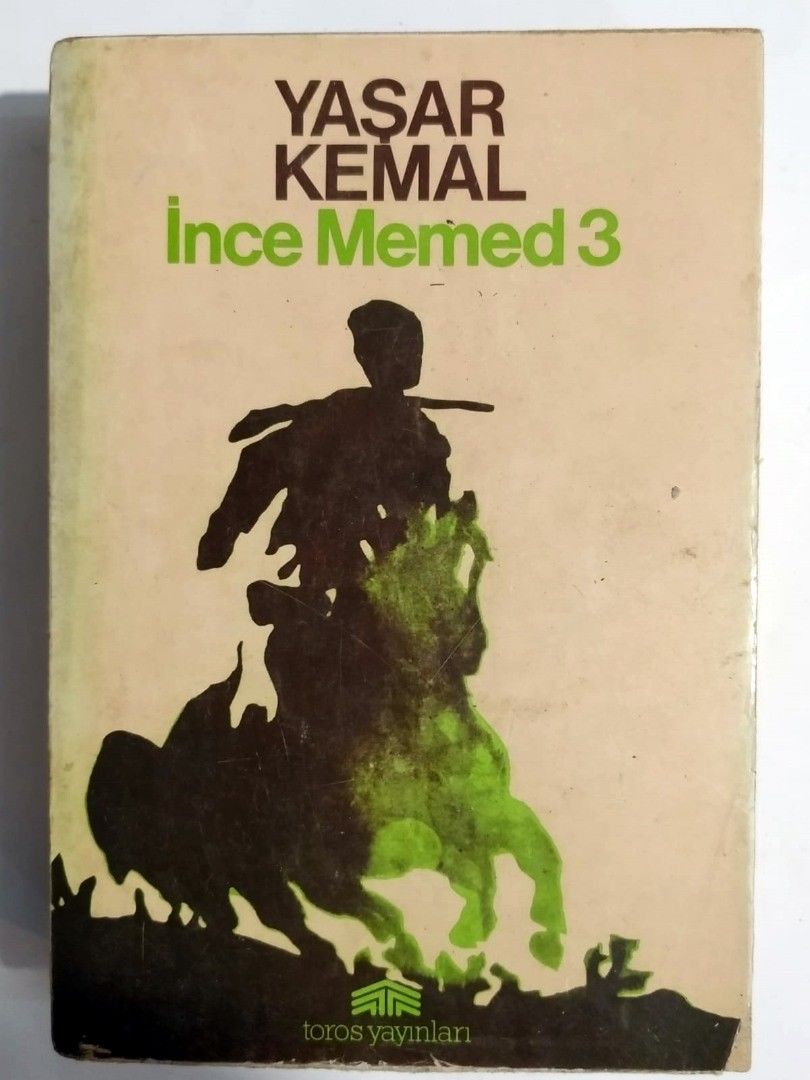 YAŞAR
KEMAL
İnce Memed 3
toros yayınları